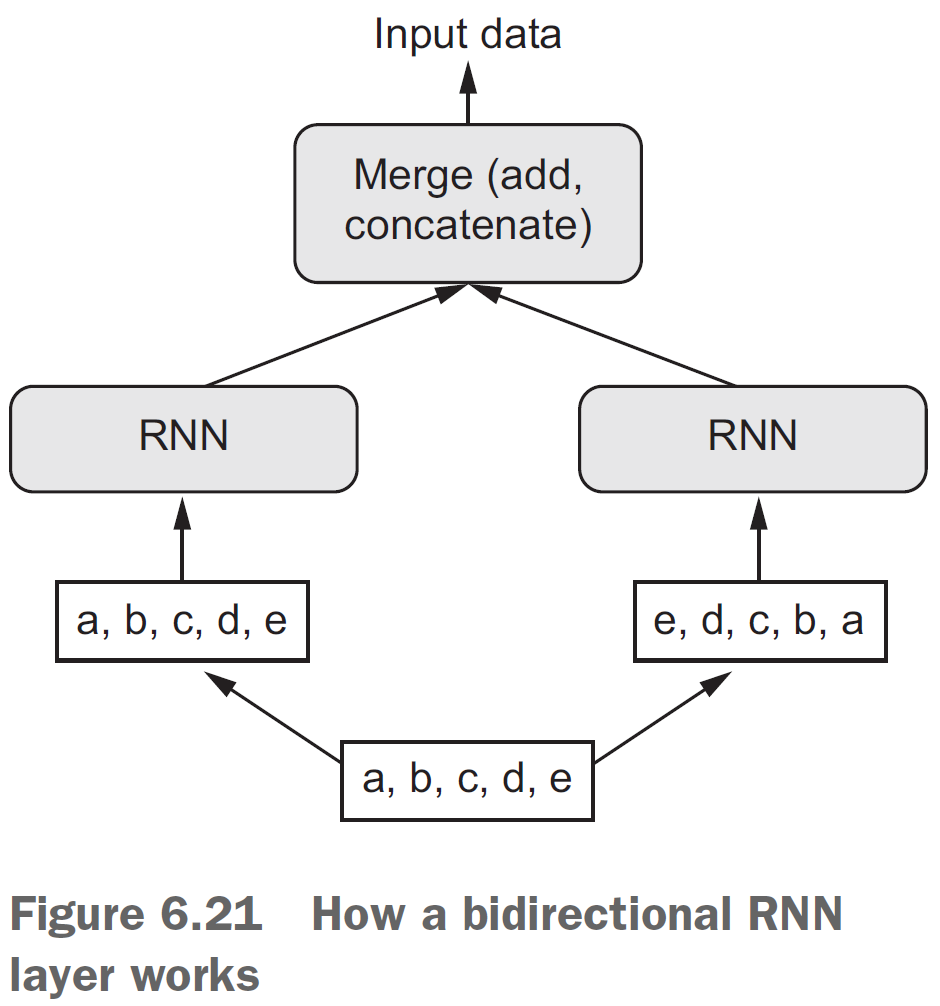 Input data
Merge (add,
concatenate)
RNN
RNN
a, b, c, d, e
e, d, c, b, a
a, b, c, d, e
Figure 6.21 How a bidirectional RNN
layer works